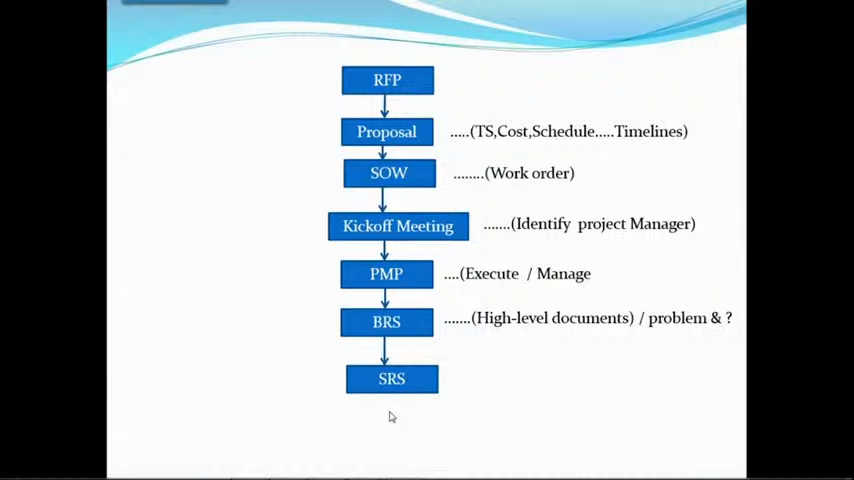 RFP
Proposal .....(TS,Cost,Schedule.....Timelines)
SOW ........(Work order)
Kickoff Meeting .......(Identify project Manager)
PMP ....(Execute / Manage
BRS .......(High-level documents) / problem & ?
SRS